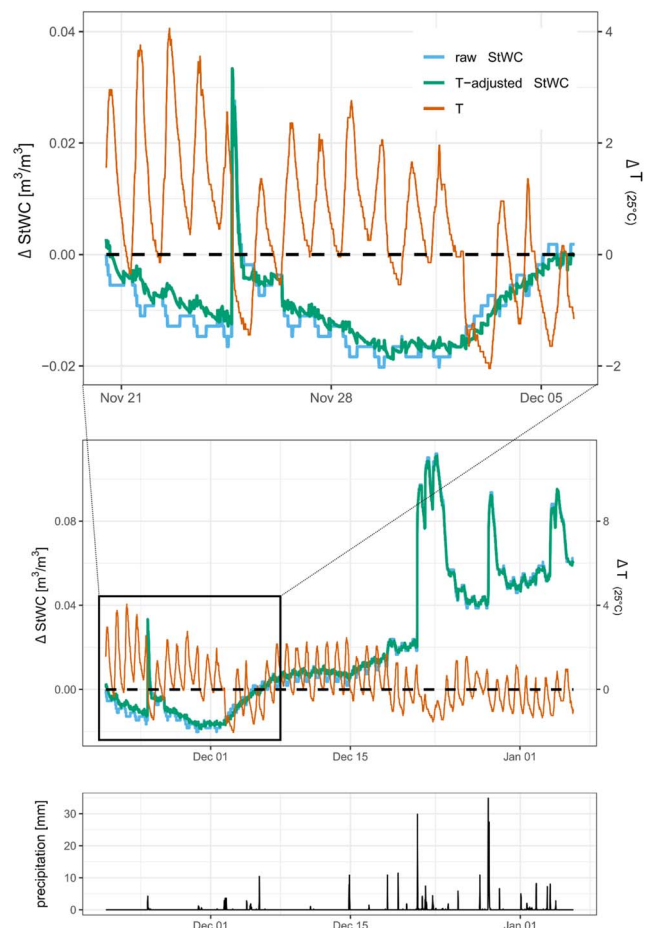 0.04
0.02
0.00
−0.02
Δ StWC [m³/m³]
raw StWC
T−adjusted StWC
T
4
2
0
−2
Δ T (25°C)
Nov 21 Nov 28 Dec 05
0.08
0.04
0.00
Δ StWC [m³/m³]
8
4
0
Δ T (25°C)
Dec 01 Dec 15 Jan 01
30
20
10
0
precipitation [mm]
Dec 01 Dec 15 Jan 01